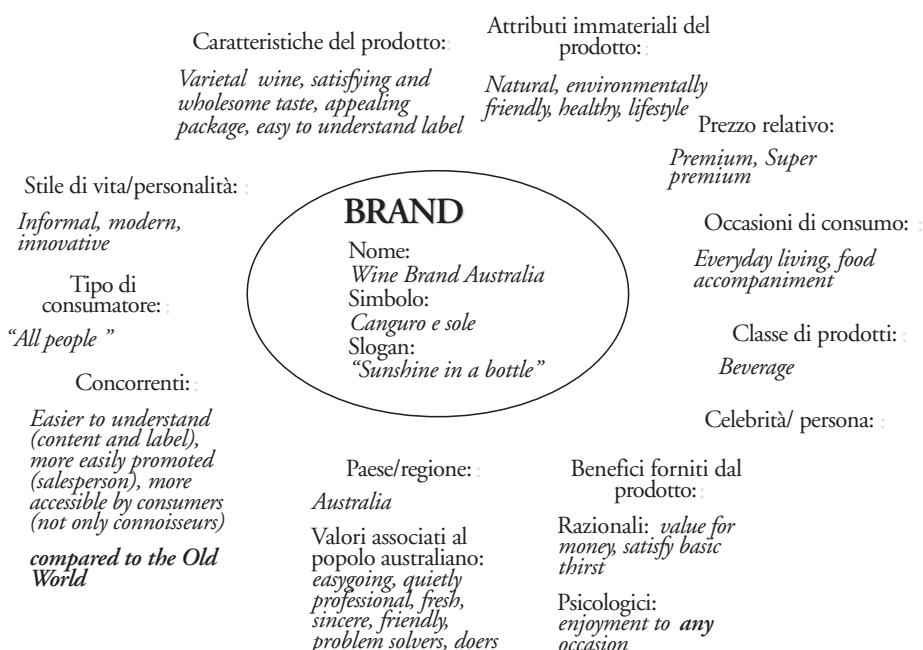 Caratteristiche del prodotto:
Varietal wine, satisfying and
wholesome taste, appealing
package, easy to understand label
Attributi immateriali del
prodotto:
Natural, environmentally
friendly, healthy, lifestyle
Prezzo relativo:
Premium, Super
premium
Stile di vita/personalità:
Informal, modern,
innovative
BRAND
Nome:
Wine Brand Australia
Simbolo:
Canguro e sole
Slogan:
“Sunshine in a bottle”
Occasioni di consumo:
Everyday living, food
accompaniment
Tipo di
consumatore:
“All people ”
Classe di prodotti:
Beverage
Concorrenti:
Easier to understand
(content and label),
more easily promoted
(salesperson), more
accessible by consumers
(not only connoisseurs)
compared to the Old
World
Celebrità/ persona:
Paese/regione:
Australia
Valori associati al
popolo australiano:
easygoing, quietly
professional, fresh,
sincere, friendly,
problem solvers, doers
Benefici forniti dal
prodotto:
Razionali: value for
money, satisfy basic
thirst
Psicologici:
enjoyment to any
occasion